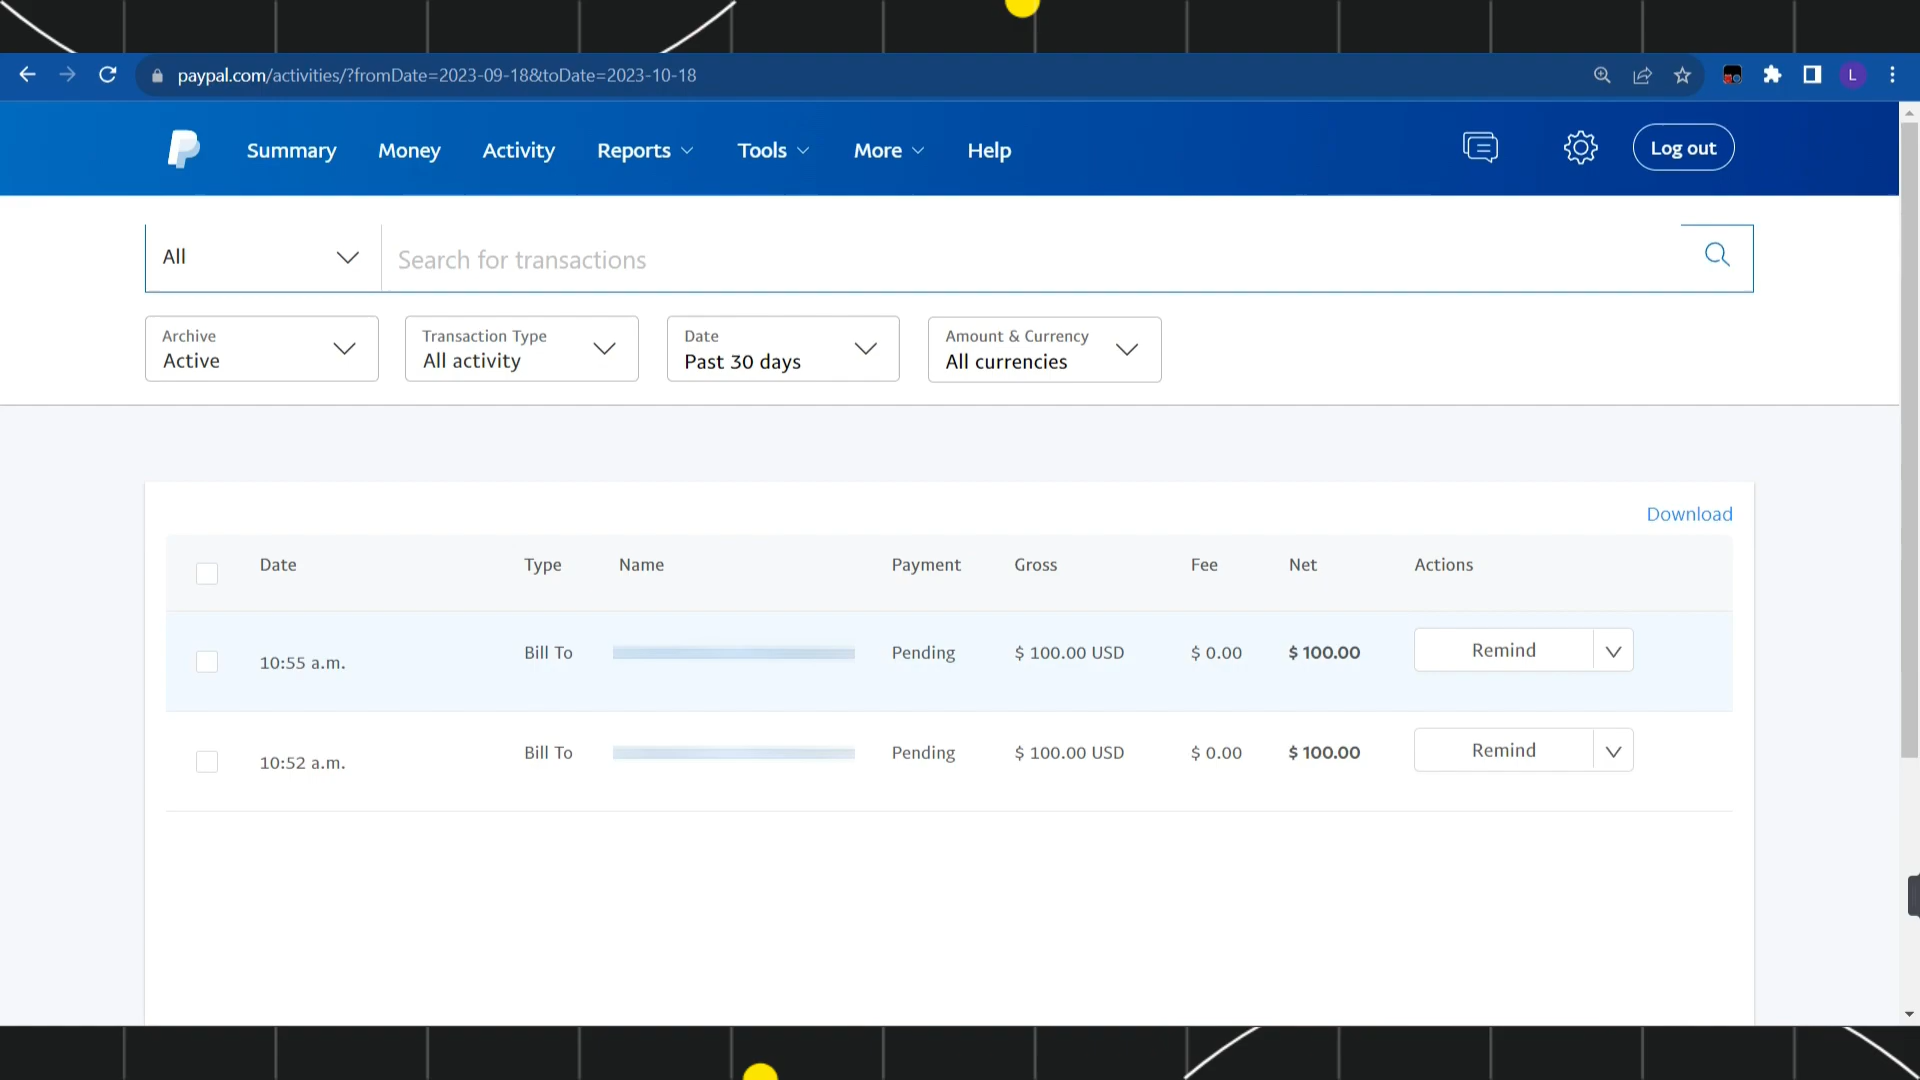 paypal.com/activities/?fromDate=2023-09-18&toDate=2023-10-18
L
Summary Money Activity Reports Tools More Help Log out
All Search for transactions
Archive Transaction Type Date Amount & Currency
Active All activity Past 30 days All currencies
Download
Date Type Name Payment Gross Fee Net Actions
10:55 a.m. Bill To Pending $ 100.00 USD $ 0.00 $ 100.00 Remind
10:52 a.m. Bill To Pending $ 100.00 USD $ 0.00 $ 100.00 Remind